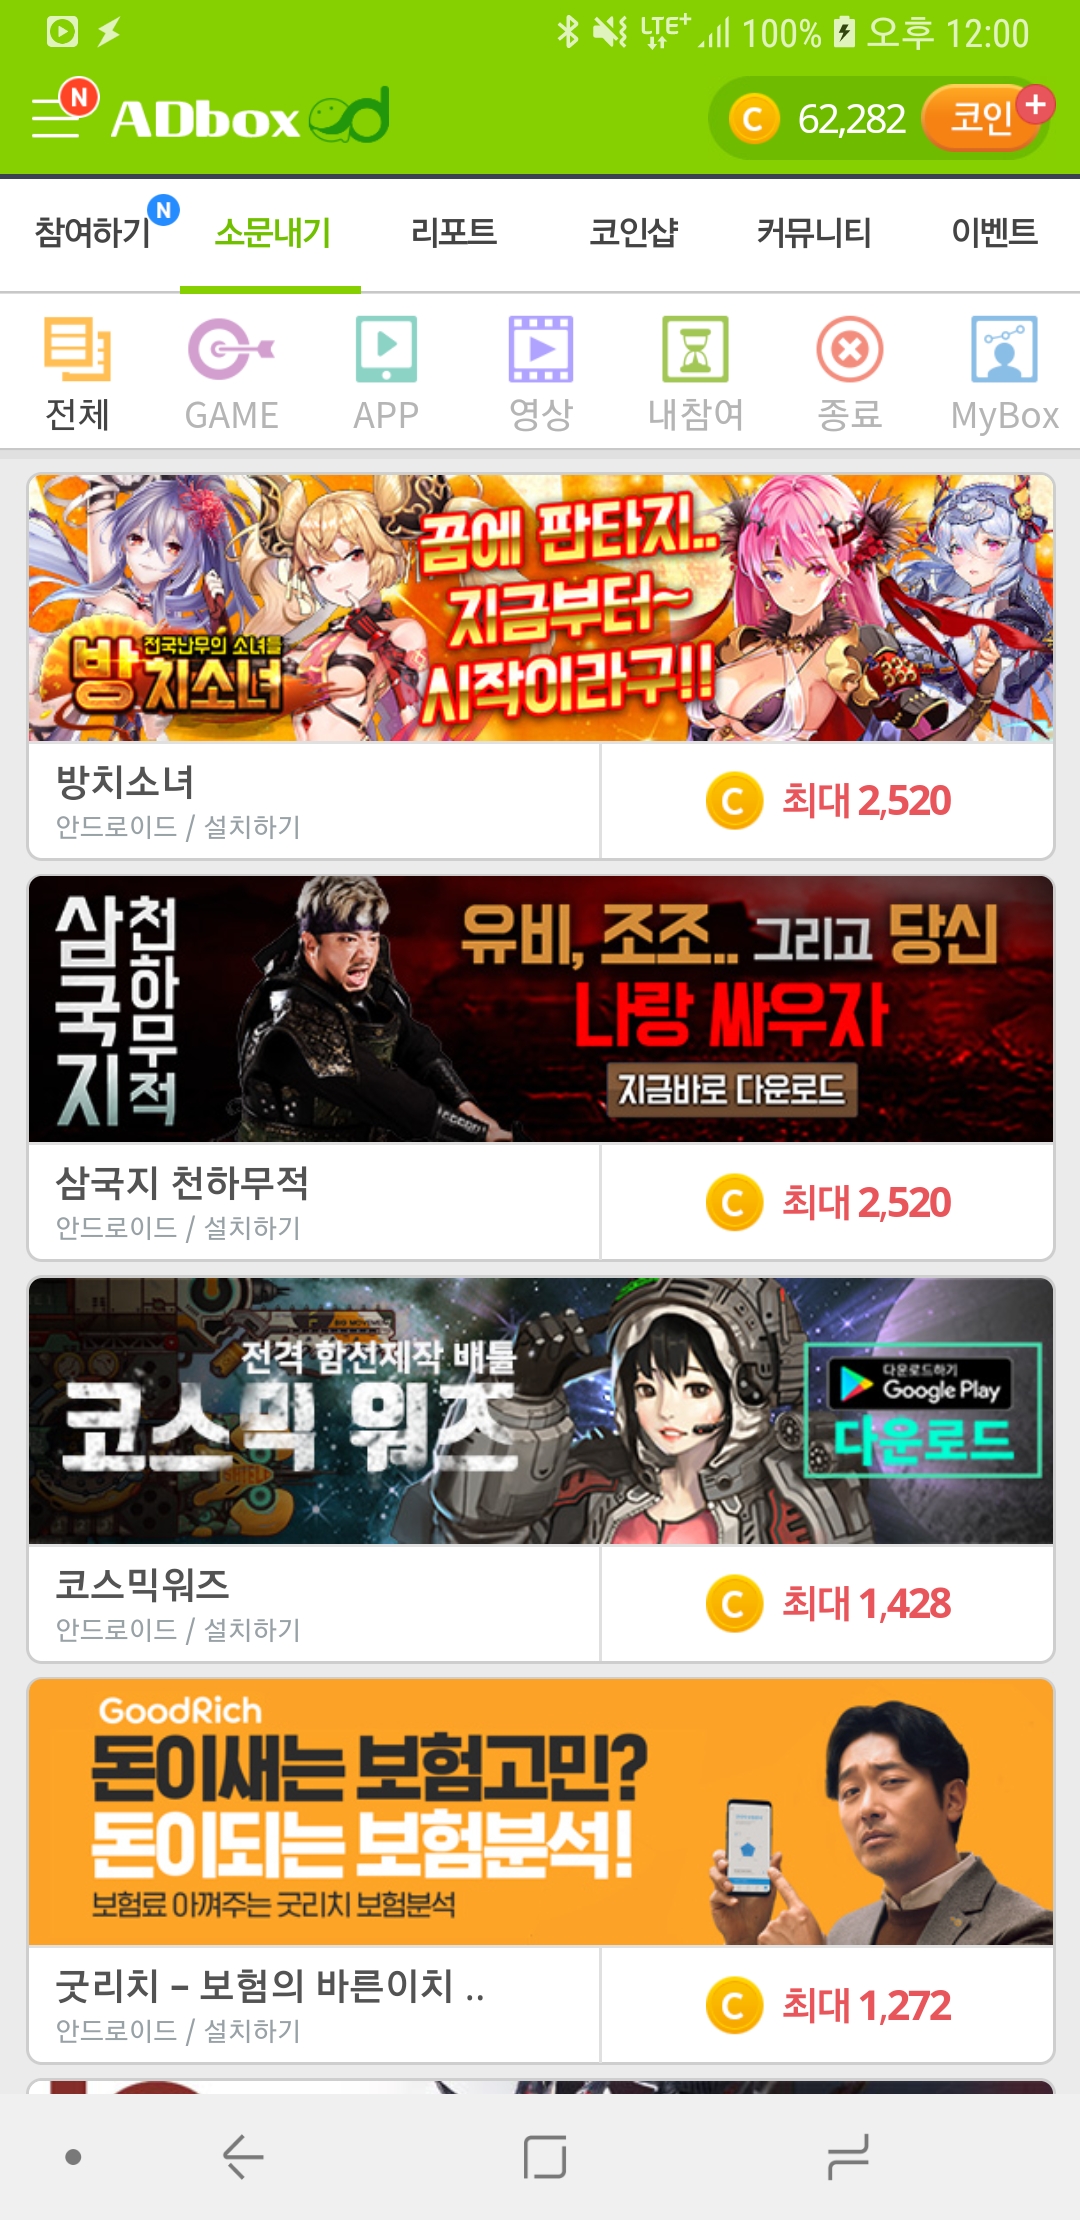 LTE+ 100% 오후 12:00
N ADbox
C 62,282 코인 +
참여하기 N 소문내기 리포트 코인샵 커뮤니티 이벤트
전체 GAME APP 영상 내참여 종료 MyBox
꿈에 판타지..
지금부터~
시작이라구!!
전국난무의 소녀들
방치소녀
방치소녀
안드로이드 / 설치하기
C 최대 2,520
삼국지
천하무적
유비, 조조.. 그리고 당신
나랑 싸우자
지금바로 다운로드
삼국지 천하무적
안드로이드 / 설치하기
C 최대 2,520
BIG MOVEMENT
전격 함선제작 배틀
코스믹 워즈
SHIELD
다운로드하기
Google Play
다운로드
코스믹워즈
안드로이드 / 설치하기
C 최대 1,428
GoodRich
돈이새는 보험고민?
돈이되는 보험분석!
보험료 아껴주는 굿리치 보험분석
굿리치 – 보험의 바른이치 ..
안드로이드 / 설치하기
C 최대 1,272